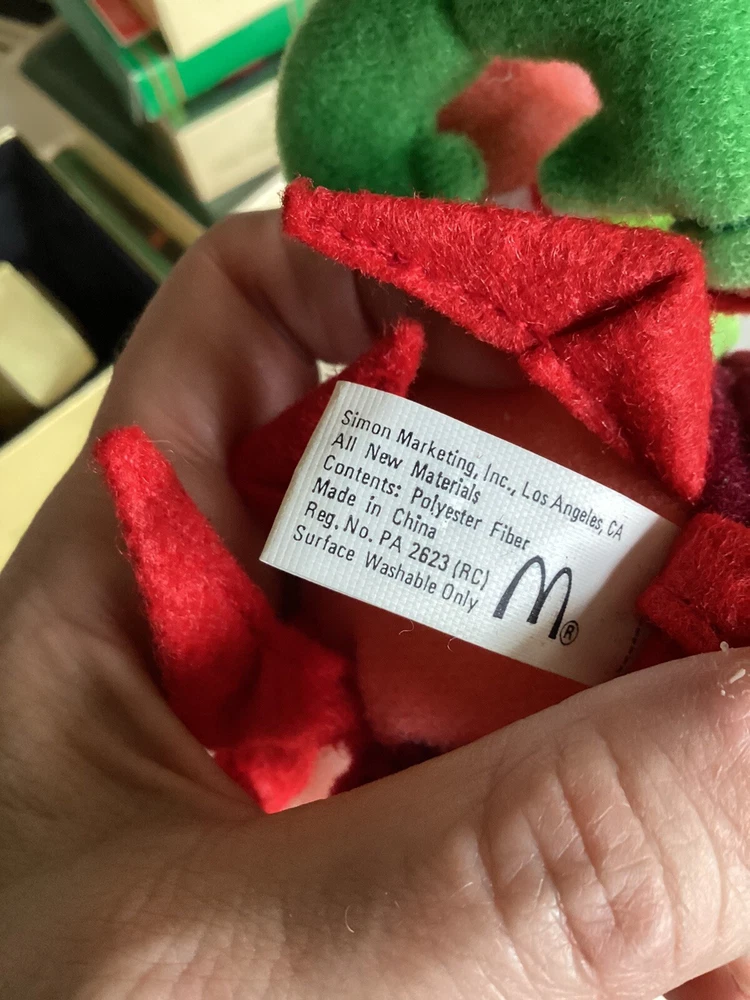 Simon Marketing, Inc., Los Angeles, CA
All New Materials
Contents: Polyester Fiber
Made in China
Reg. No. PA 2623 (RC)
Surface Washable Only
M®